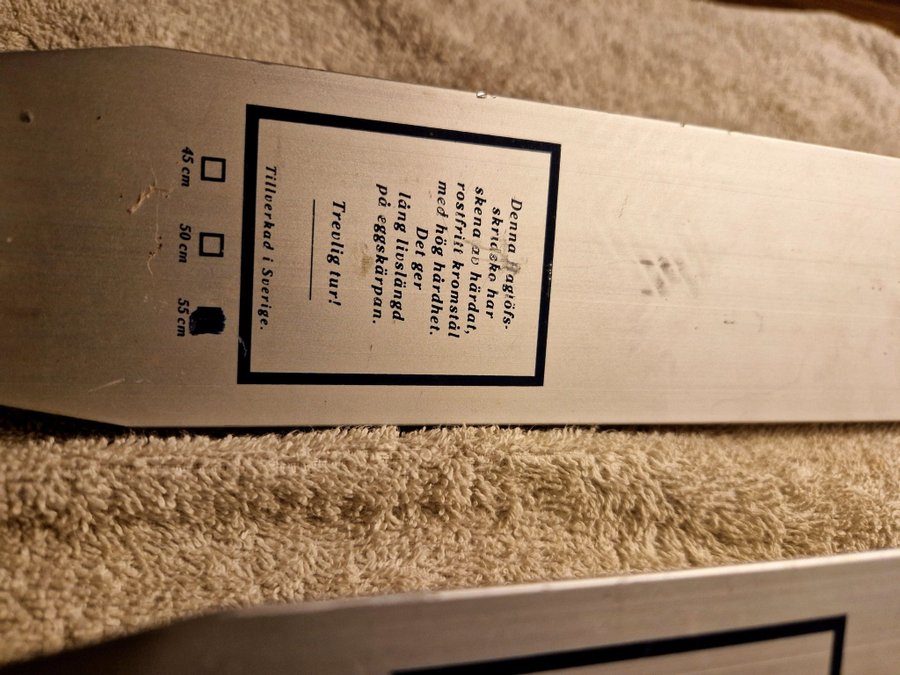 Denna Haglöfs-
skridsko har
skena av härdat,
rostfritt kromstål
med hög hårdhet.
Det ger
lång livslängd
på eggskärpan.
Trevlig tur!
Tillverkad i Sverige.
45 cm 50 cm 55 cm